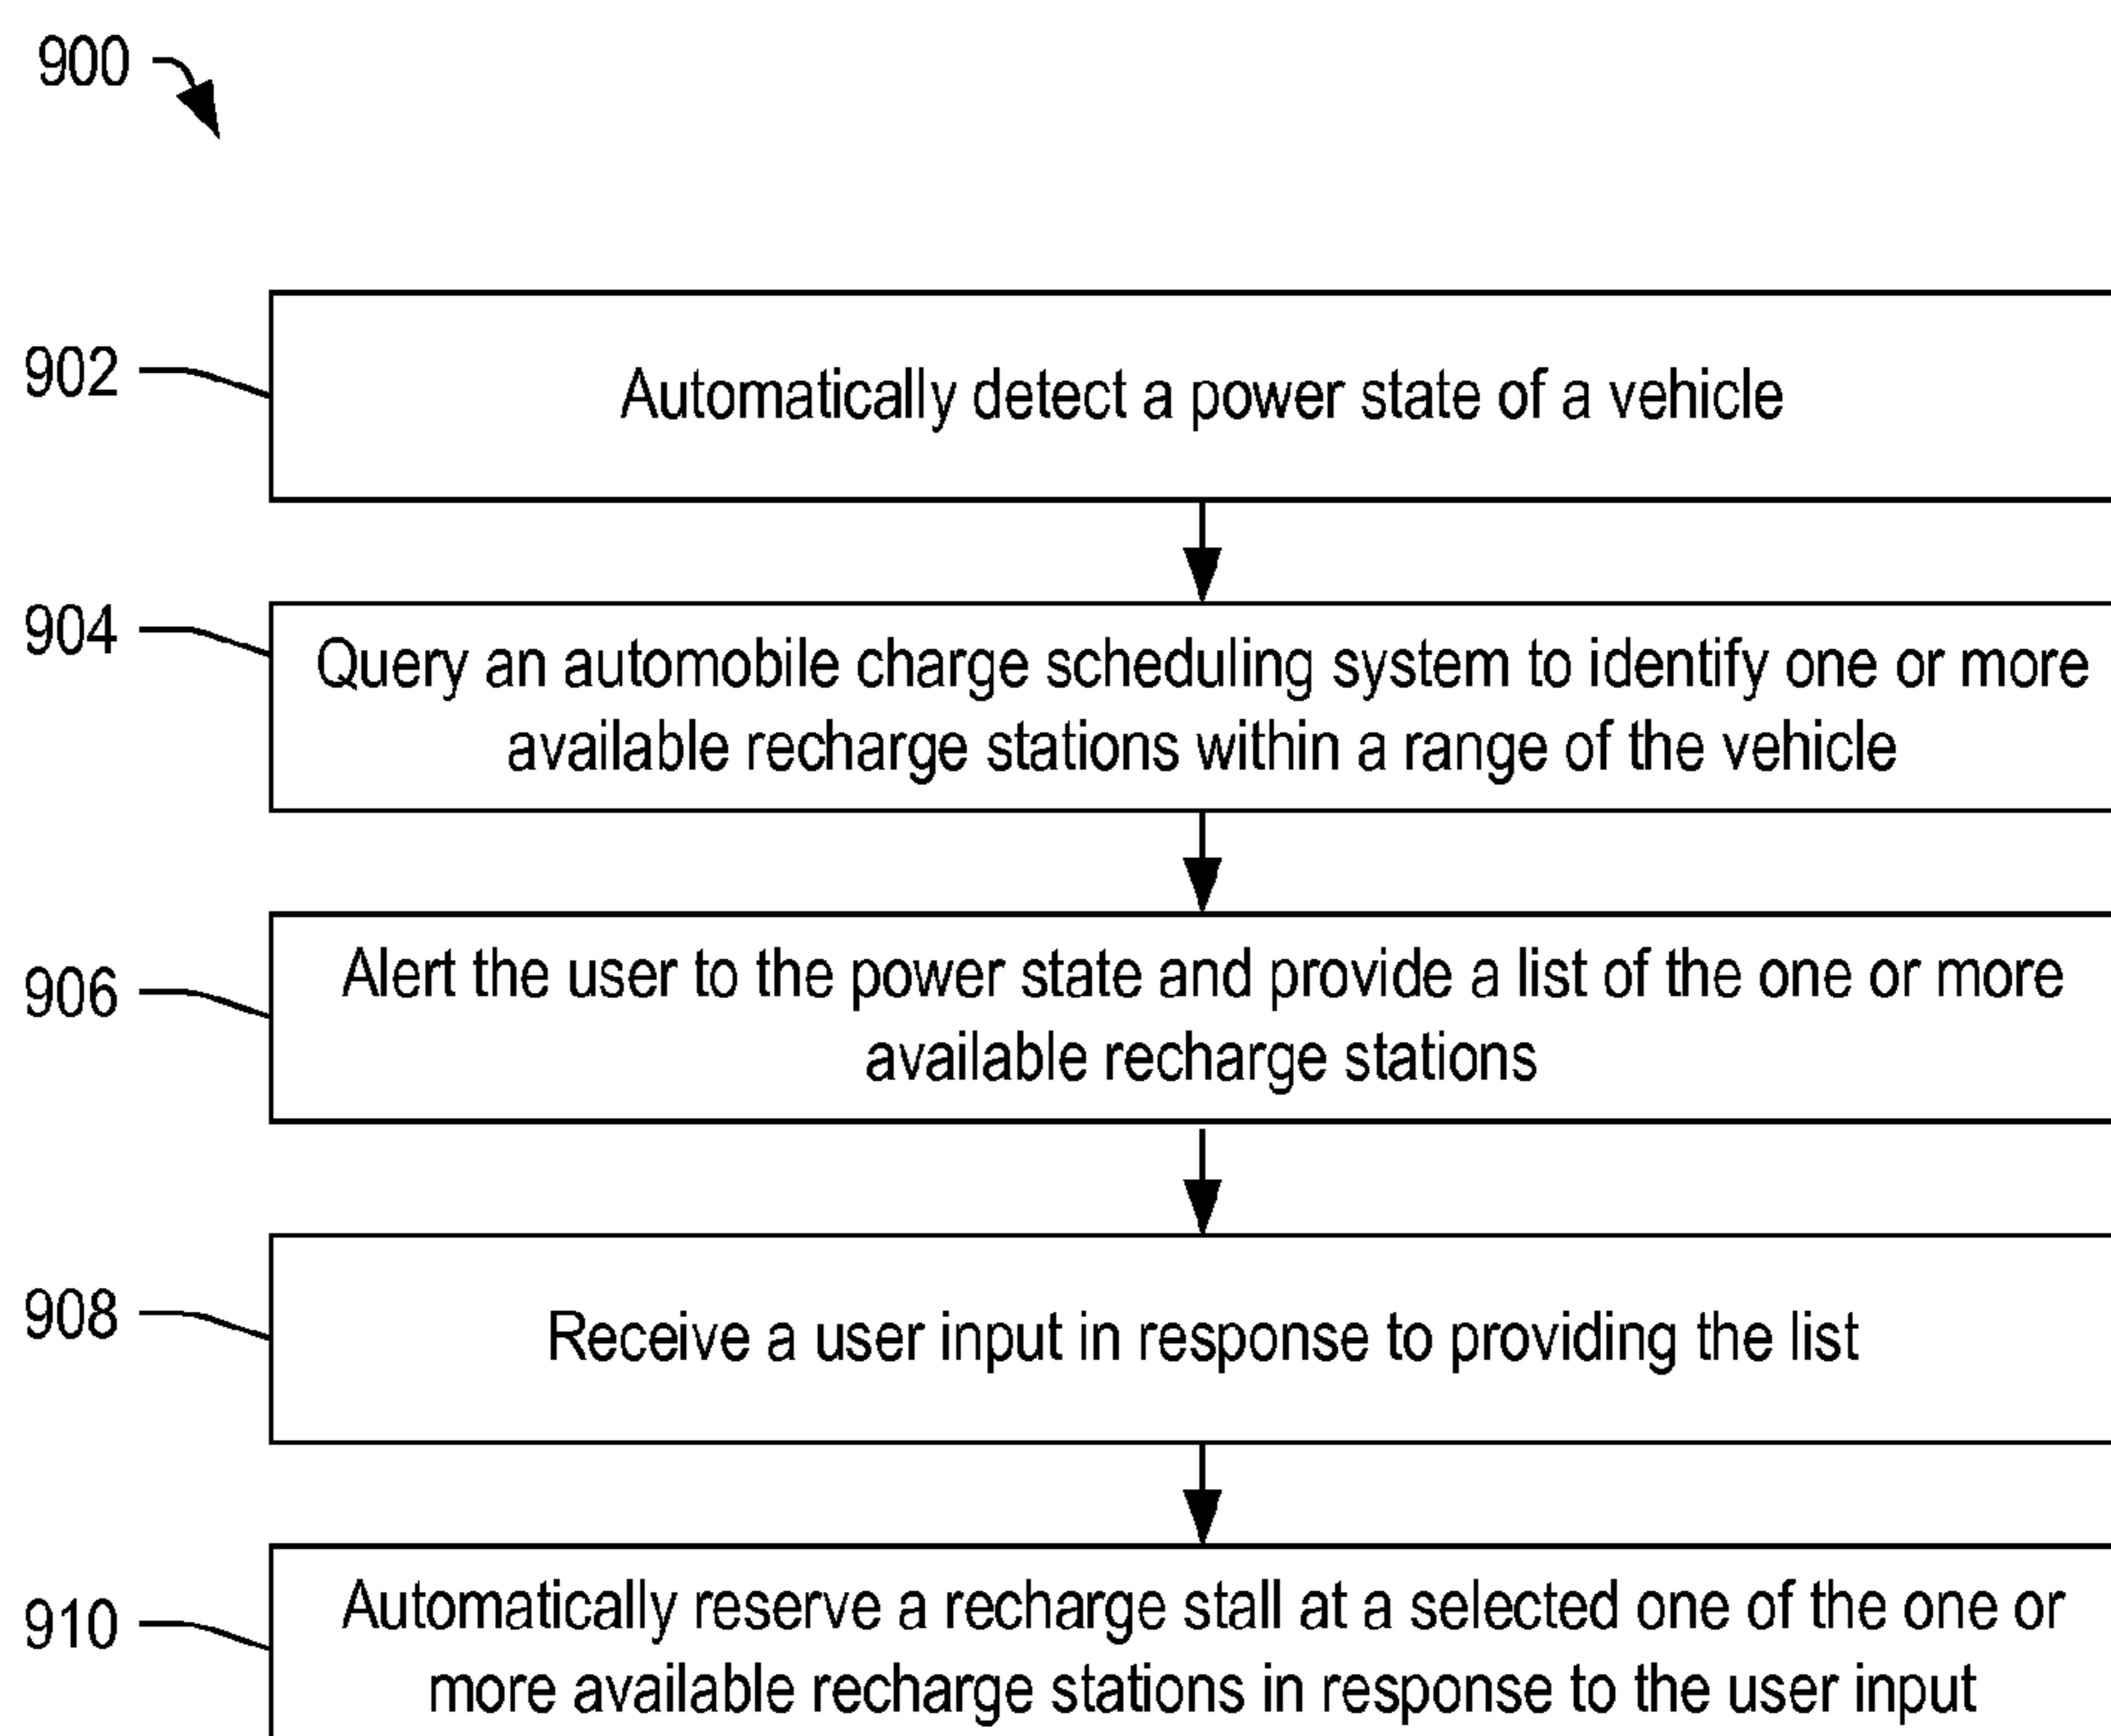 900
902
Automatically detect a power state of a vehicle
904
Query an automobile charge scheduling system to identify one or more
available recharge stations within a range of the vehicle
906
Alert the user to the power state and provide a list of the one or more
available recharge stations
908
Receive a user input in response to providing the list
910
Automatically reserve a recharge stall at a selected one of the one or
more available recharge stations in response to the user input